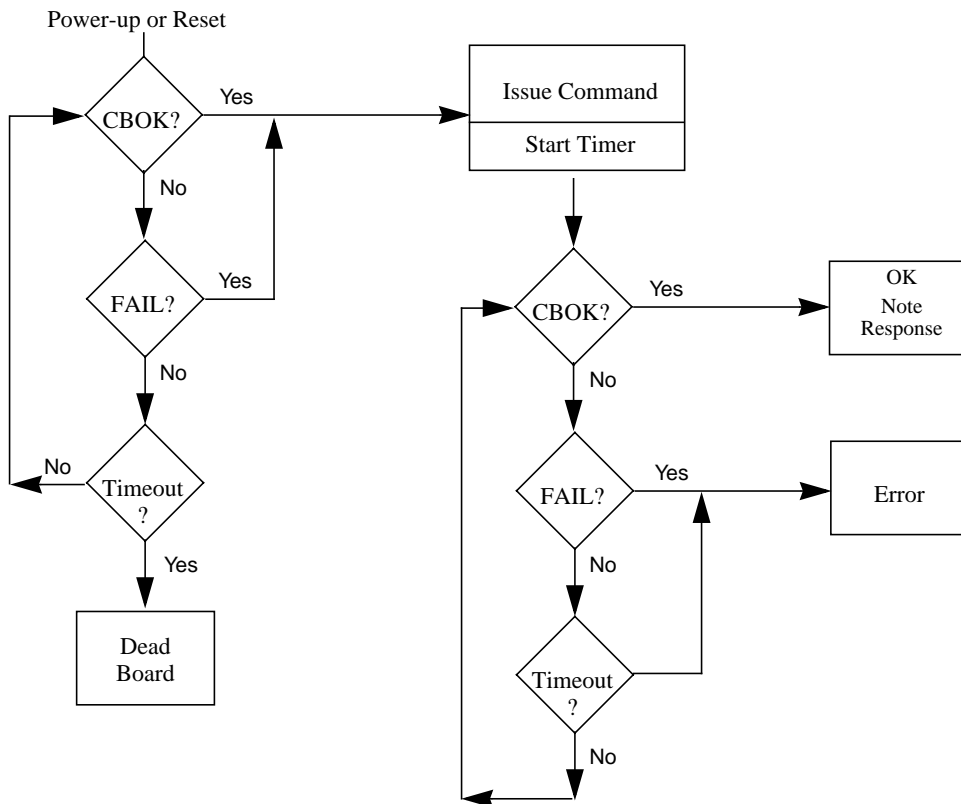 Power-up or Reset
CBOK?
Yes
No
FAIL?
Yes
No
Timeout
?
No
Yes
Dead
Board
Issue Command
Start Timer
CBOK?
Yes
No
OK
Note
Response
FAIL?
Yes
No
Error
Timeout
?
No